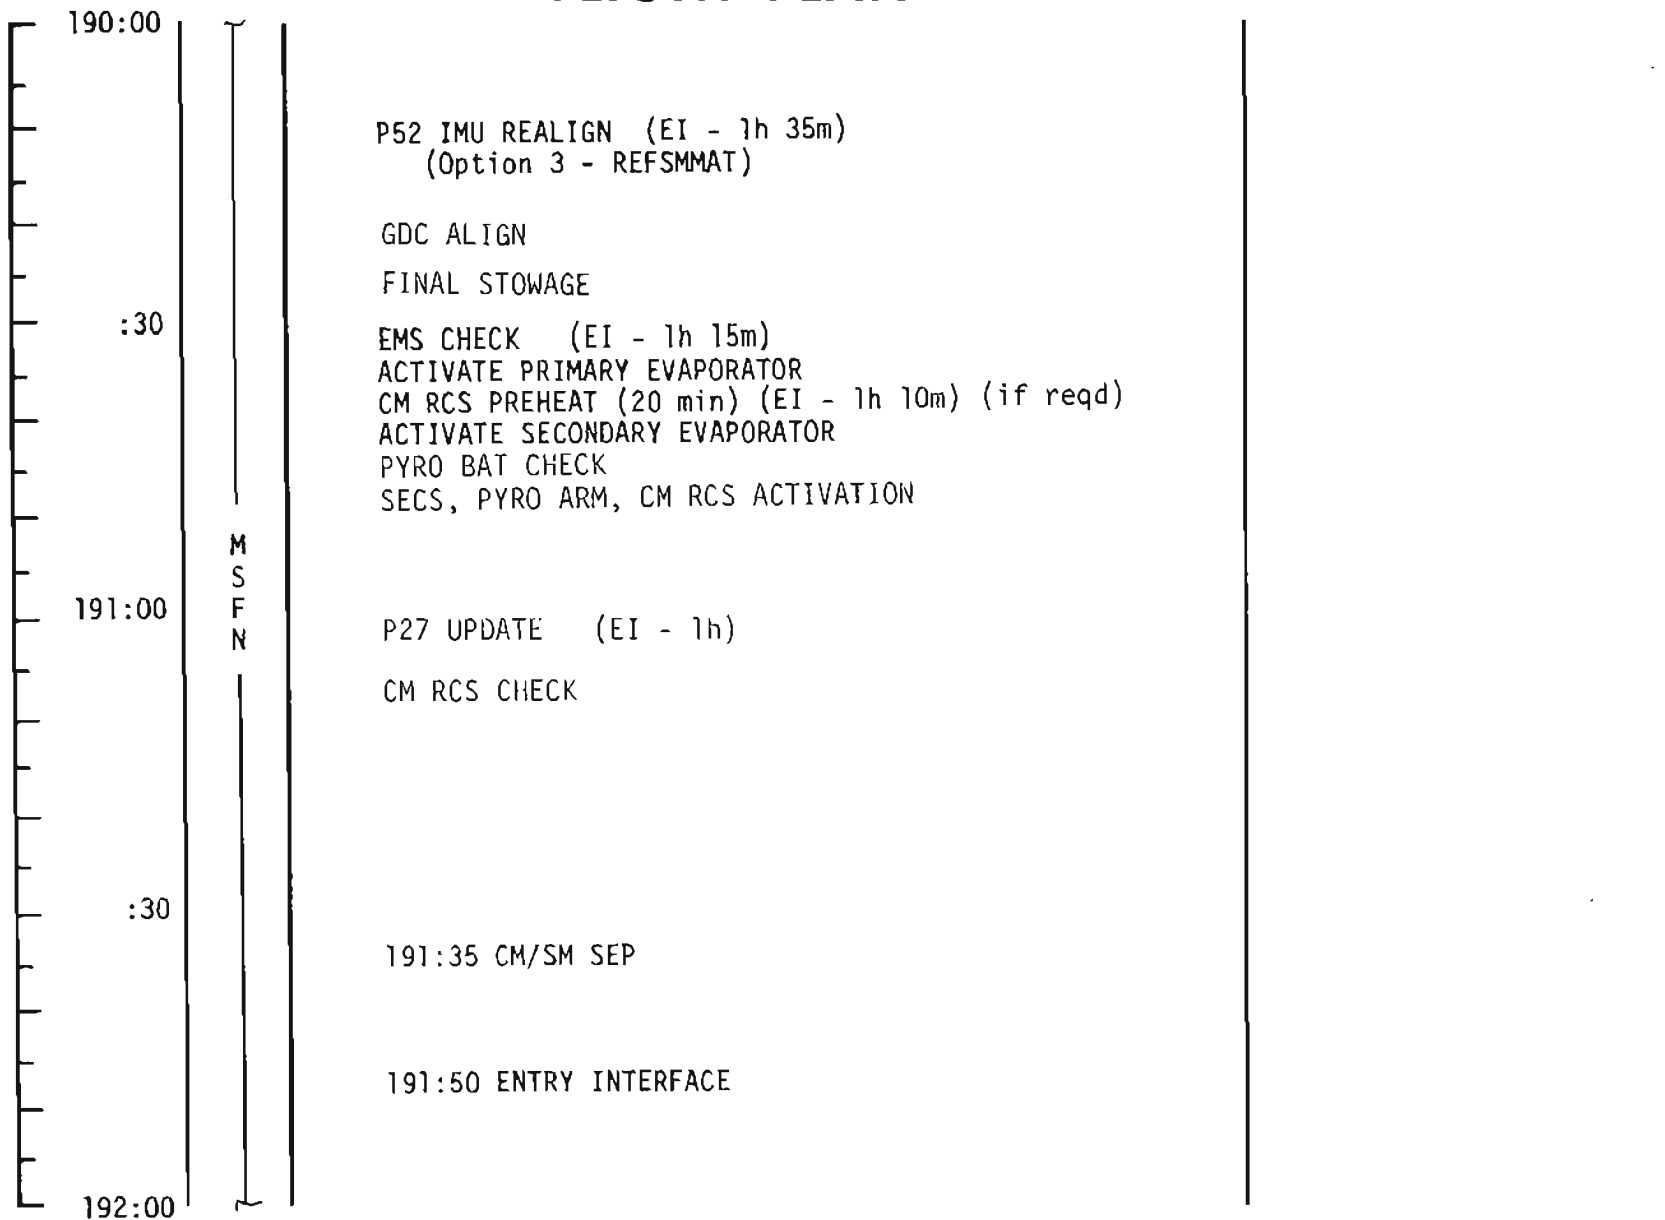 190:00
P52 IMU REALIGN (EI - 1h 35m)
(Option 3 - REFSMMAT)
GDC ALIGN
FINAL STOWAGE
:30
EMS CHECK (EI - 1h 15m)
ACTIVATE PRIMARY EVAPORATOR
CM RCS PREHEAT (20 min) (EI - 1h 10m) (if reqd)
ACTIVATE SECONDARY EVAPORATOR
PYRO BAT CHECK
SECS, PYRO ARM, CM RCS ACTIVATION
M
S
F
N
191:00
P27 UPDATE (EI - 1h)
CM RCS CHECK
:30
191:35 CM/SM SEP
191:50 ENTRY INTERFACE
192:00